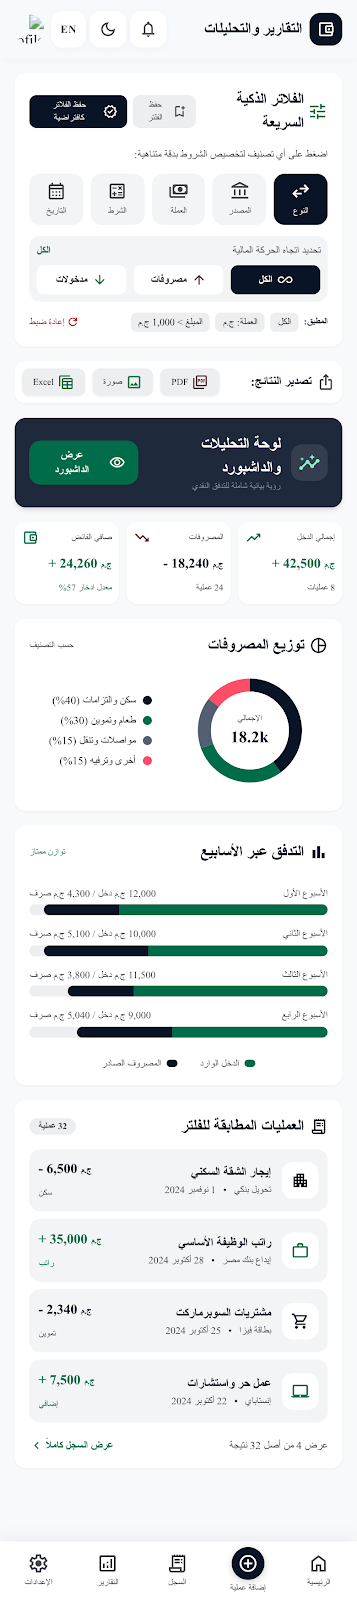 التقارير والتحليلات
EN
الفلاتر الذكية السريعة
حفظ الفلتر
حفظ الفلاتر كافتراضية
اضغط على أي تصنيف لتخصيص الشروط بدقة متناهية:
النوع
المصدر
العملة
الشرط
التاريخ
تحديد اتجاه الحركة المالية
الكل
الكل
مصروفات
مدخولات
المطبق:
الكل
العملة: ج.م
المبلغ > 1,000 ج.م
إعادة ضبط
تصدير النتائج:
PDF
صورة
Excel
لوحة التحليلات والداشبورد
رؤية بيانية شاملة للتدفق النقدي
عرض الداشبورد
إجمالي الدخل
+ 42,500 ج.م
8 عمليات
المصروفات
- 18,240 ج.م
24 عملية
صافي الفائض
+ 24,260 ج.م
معدل ادخار 57%
توزيع المصروفات
حسب التصنيف
الإجمالي
18.2k
سكن والتزامات (40%)
طعام وتموين (30%)
مواصلات وتنقل (15%)
أخرى وترفيه (15%)
التدفق عبر الأسابيع
توازن ممتاز
الأسبوع الأول
12,000 ج.م دخل / 4,300 ج.م صرف
الأسبوع الثاني
10,000 ج.م دخل / 5,100 ج.م صرف
الأسبوع الثالث
11,500 ج.م دخل / 3,800 ج.م صرف
الأسبوع الرابع
9,000 ج.م دخل / 5,040 ج.م صرف
الدخل الوارد
المصروف الصادر
العمليات المطابقة للفلتر
32 عملية
إيجار الشقة السكني
تحويل بنكي • 1 نوفمبر 2024
- 6,500 ج.م
سكن
راتب الوظيفة الأساسي
إيداع بنك مصر • 28 أكتوبر 2024
+ 35,000 ج.م
راتب
مشتريات السوبرماركت
بطاقة فيزا • 25 أكتوبر 2024
- 2,340 ج.م
تموين
عمل حر واستشارات
إنستاباي • 22 أكتوبر 2024
+ 7,500 ج.م
إضافي
عرض 4 من أصل 32 نتيجة
عرض السجل كاملاً
الرئيسية
إضافة عملية
السجل
التقارير
الإعدادات